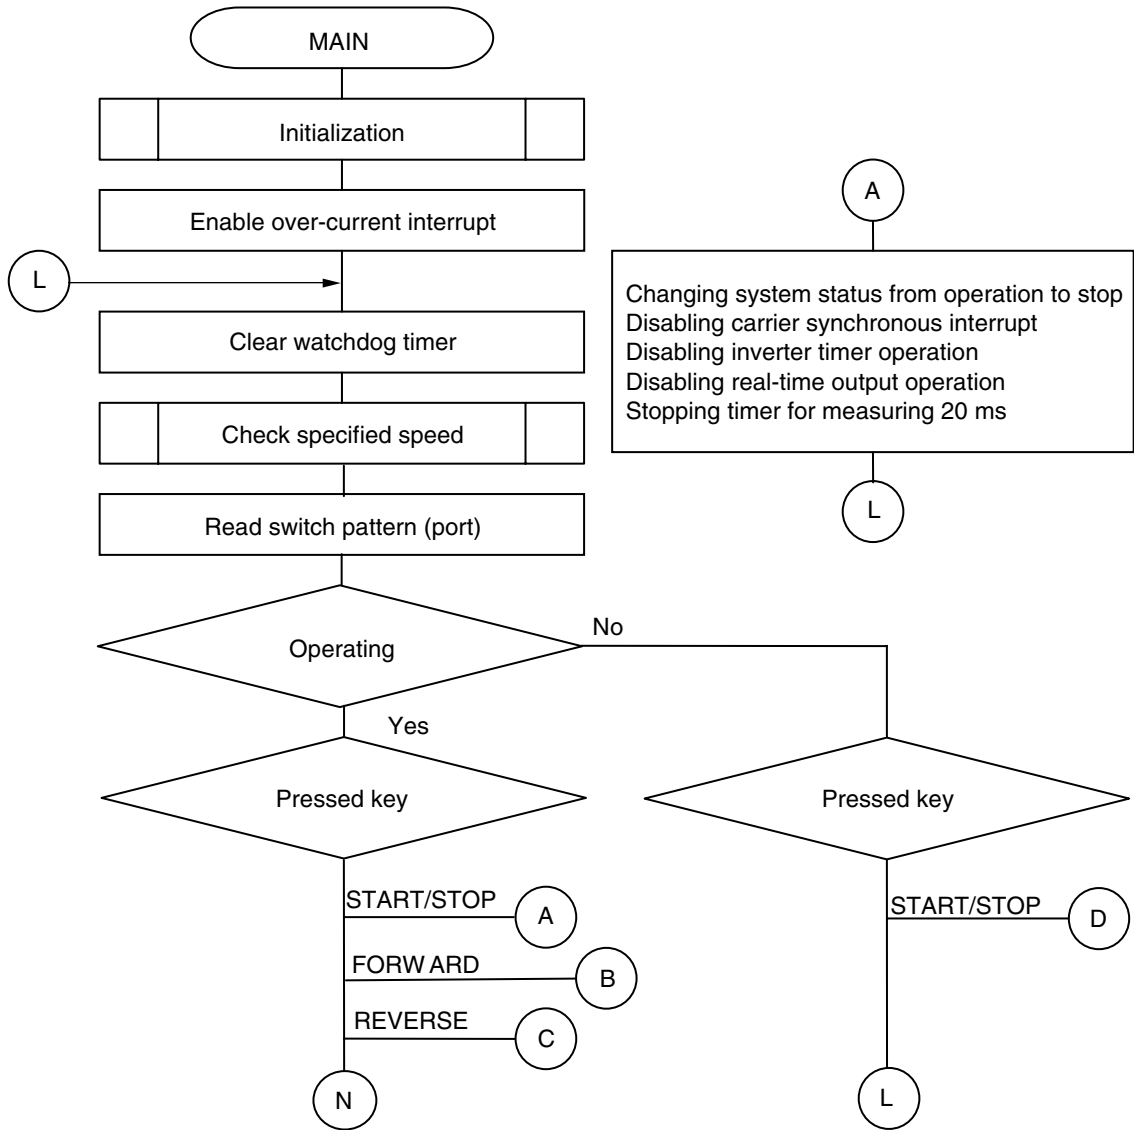 MAIN
Initialization
Enable over-current interrupt
L
Clear watchdog timer
Check specified speed
Read switch pattern (port)
A
Changing system status from operation to stop
Disabling carrier synchronous interrupt
Disabling inverter timer operation
Disabling real-time output operation
Stopping timer for measuring 20 ms
L
Operating
No
Yes
Pressed key
START/STOP
A
FORW ARD
B
REVERSE
C
N
Pressed key
START/STOP
D
L